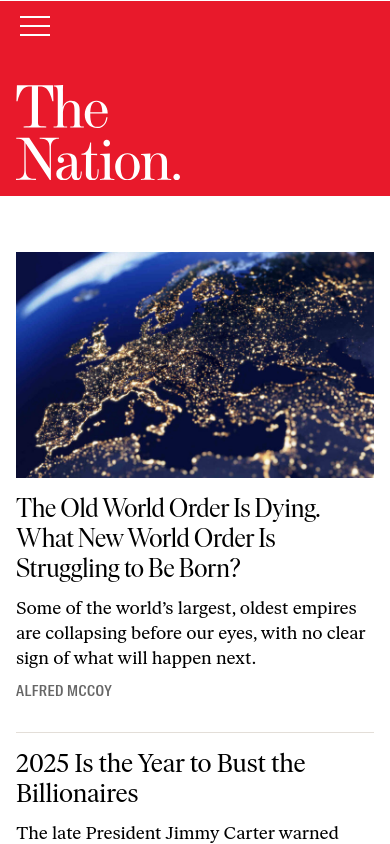 The
Nation.
The Old World Order Is Dying.
What New World Order Is
Struggling to Be Born?
Some of the world’s largest, oldest empires
are collapsing before our eyes, with no clear
sign of what will happen next.
ALFRED MCCOY
2025 Is the Year to Bust the
Billionaires
The late President Jimmy Carter warned